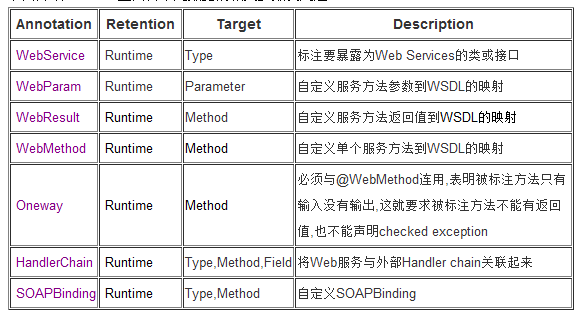 Annotation Retention Target Description
WebService Runtime Type 标注要暴露为Web Services的类或接口
WebParam Runtime Parameter 自定义服务方法参数到WSDL的映射
WebResult Runtime Method 自定义服务方法返回值到WSDL的映射
WebMethod Runtime Method 自定义单个服务方法到WSDL的映射
必须与@WebMethod连用,表明被标注方法只有
Oneway Runtime Method 输入没有输出,这就要求被标注方法不能有返回
值,也不能声明checked exception
HandlerChain Runtime Type,Method,Field 将Web服务与外部Handler chain关联起来
SOAPBinding Runtime Type,Method 自定义SOAPBinding